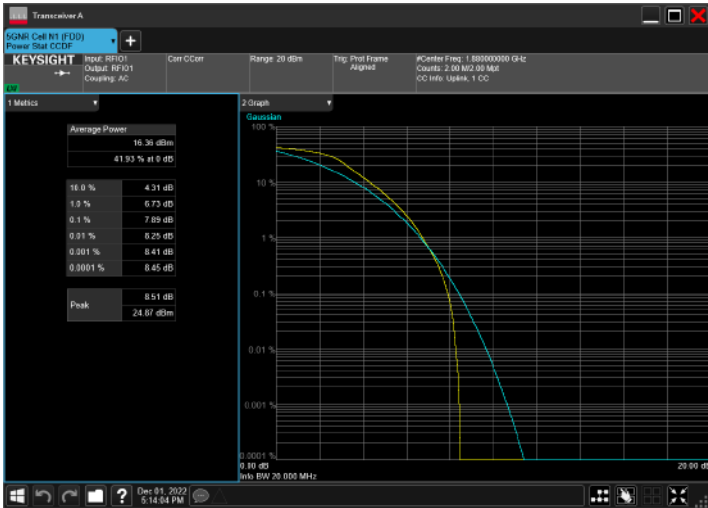 Transceiver A
5GNR Cell N1 (FDD)
Power Stat CCDF
KEYSIGHT
Input: RFIO1
Output: RFIO1
Coupling: AC
Corr CCorr
Range: 20 dBm
Trig: Prot Frame
Aligned
#Center Freq: 1.880000000 GHz
Counts: 2.00 M/2.00 Mpt
CC Info: Uplink, 1 CC
1 Metrics
Average Power
16.36 dBm
41.93 % at 0 dB
10.0 % 4.31 dB
1.0 % 6.73 dB
0.1 % 7.89 dB
0.01 % 8.25 dB
0.001 % 8.41 dB
0.0001 % 8.45 dB
Peak
8.51 dB
24.87 dBm
2 Graph
Gaussian
100 %
10 %
1 %
0.1 %
0.01 %
0.001 %
0.0001 %
0.00 dB
20.00 dB
Info BW 20.000 MHz
Dec 01, 2022
5:14:04 PM